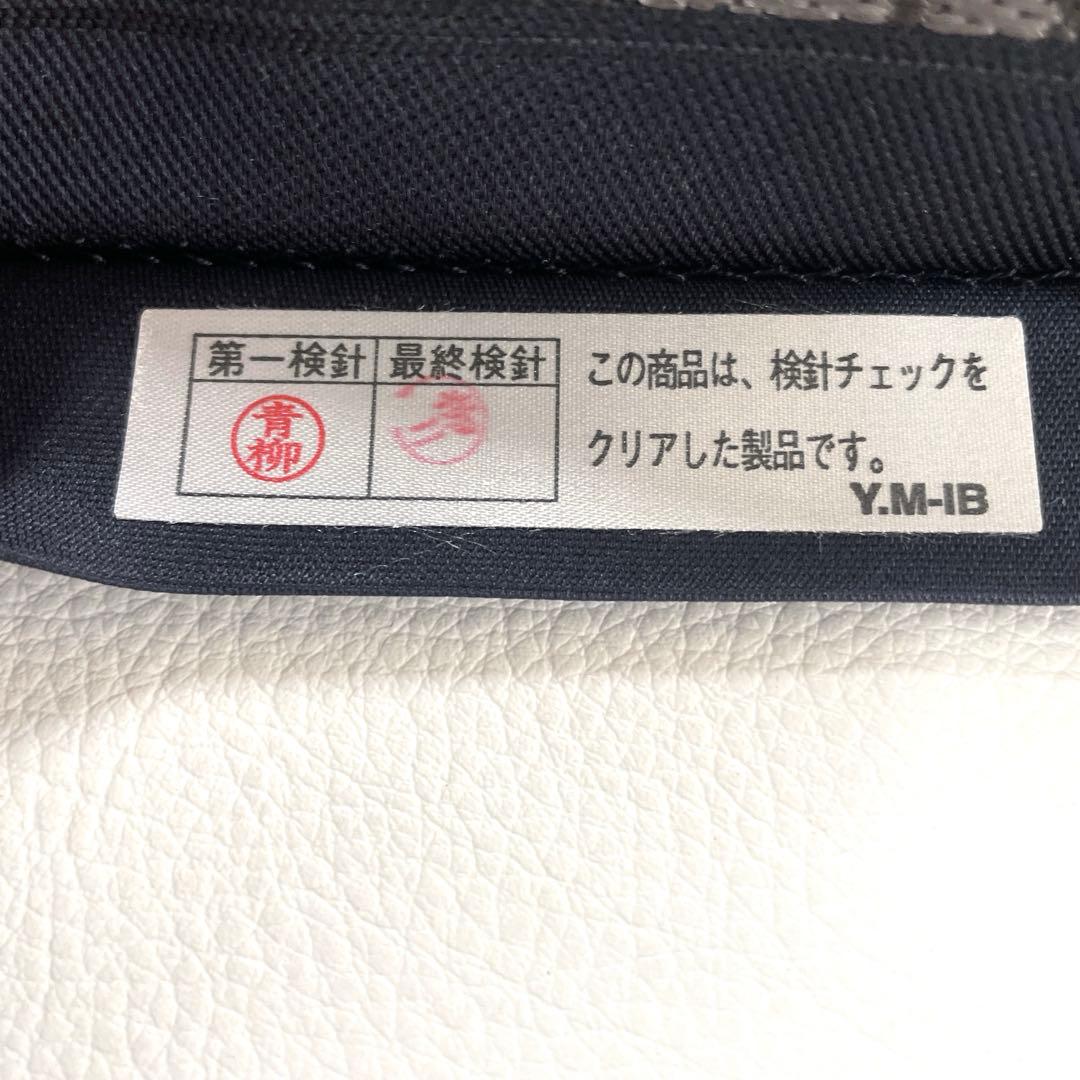 第一検針 最終検針
青柳
この商品は、検針チェックを
クリアした製品です。
Y.M-IB